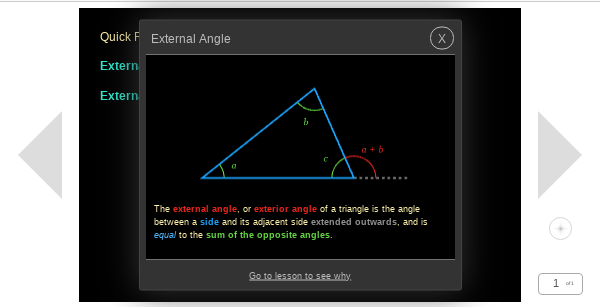 Quick
External Angle
X
Extern
Extern
b
a + b
c
a
The external angle, or exterior angle of a triangle is the angle
between a side and its adjacent side extended outwards, and is
equal to the sum of the opposite angles.
Go to lesson to see why
1 of 1